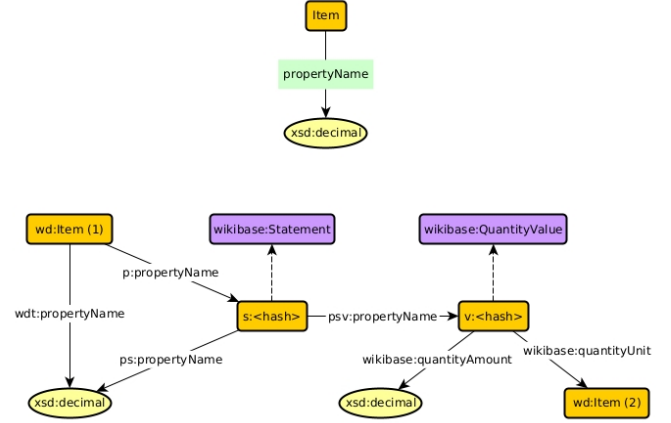 Item
propertyName
xsd:decimal
wd:Item (1)
wikibase:Statement
wikibase:QuantityValue
p:propertyName
wdt:propertyName
s:<hash>
psv:propertyName
v:<hash>
ps:propertyName
wikibase:quantityAmount
wikibase:quantityUnit
xsd:decimal
xsd:decimal
wd:Item (2)